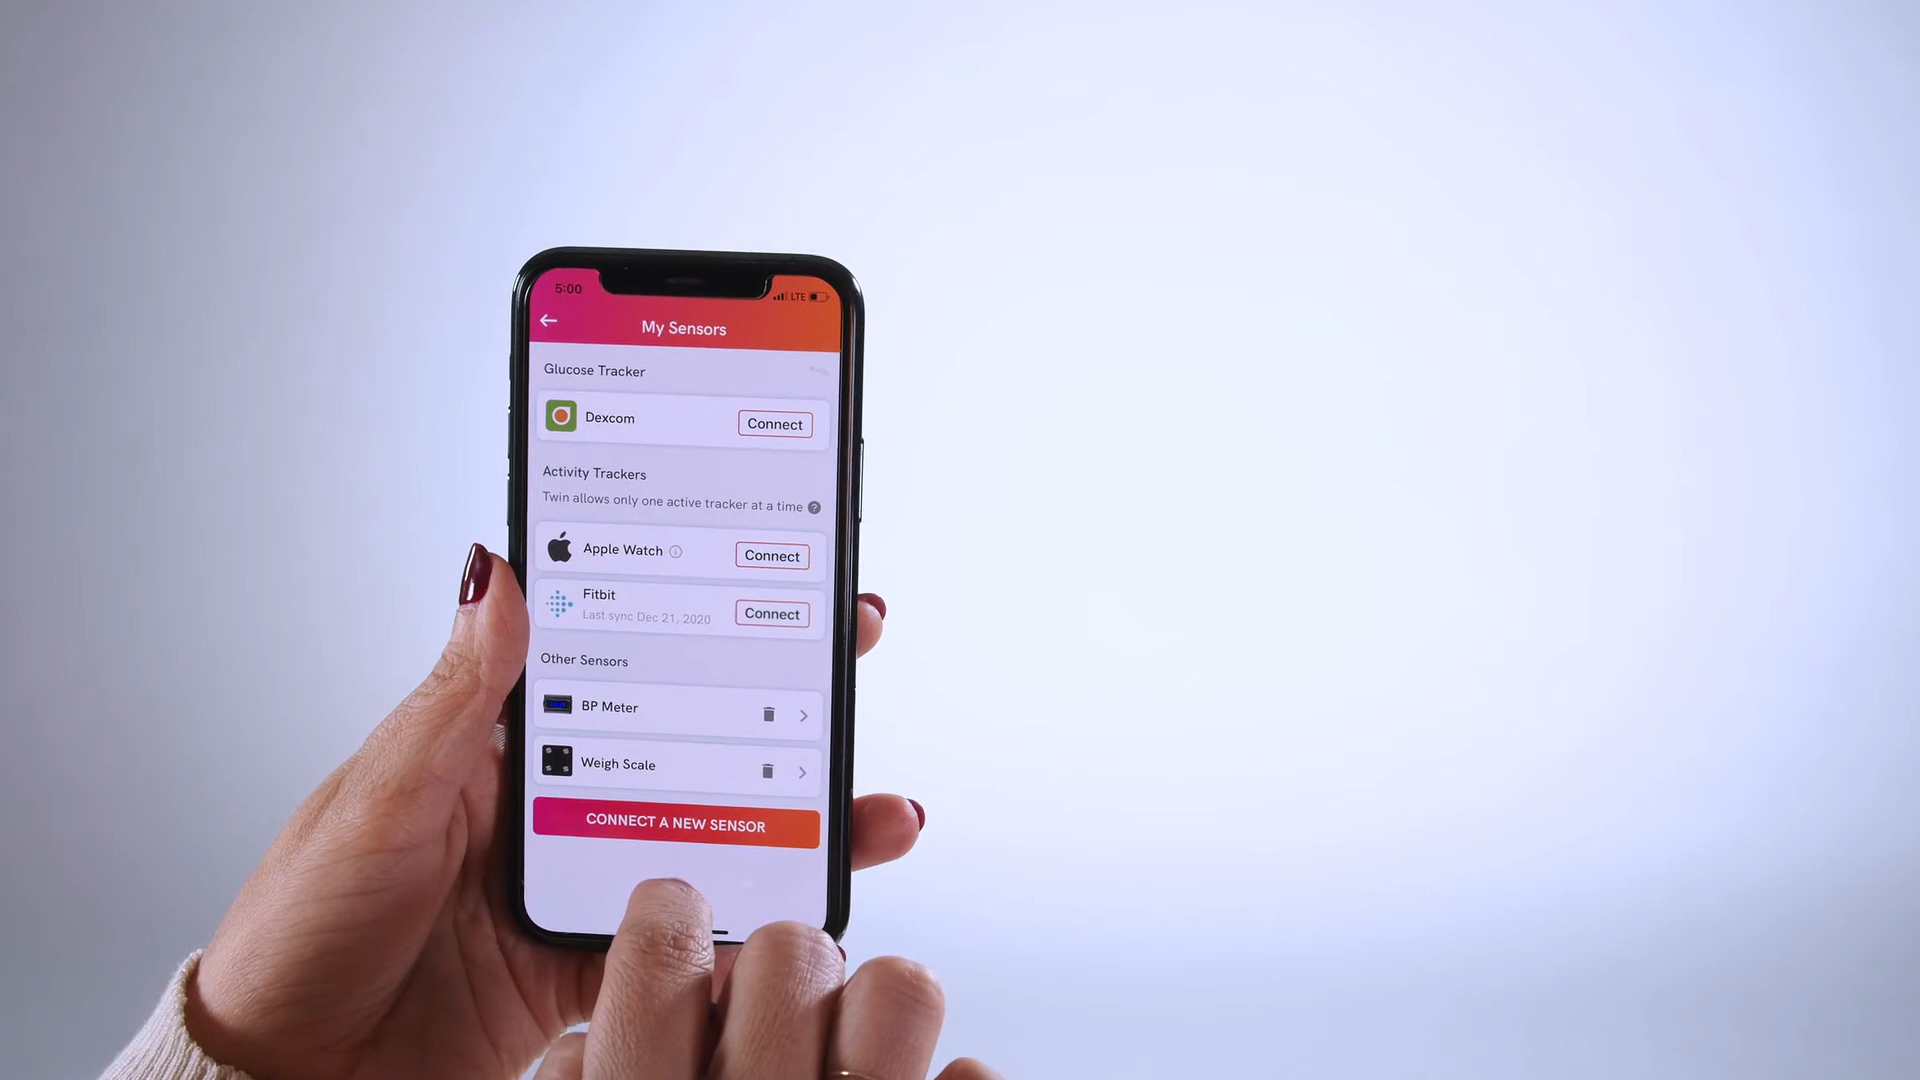 5:00
LTE
My Sensors
Glucose Tracker
Dexcom
Connect
Activity Trackers
Twin allows only one active tracker at a time ?
Apple Watch
Connect
Fitbit
Last sync Dec 21, 2020
Connect
Other Sensors
BP Meter
Weigh Scale
CONNECT A NEW SENSOR